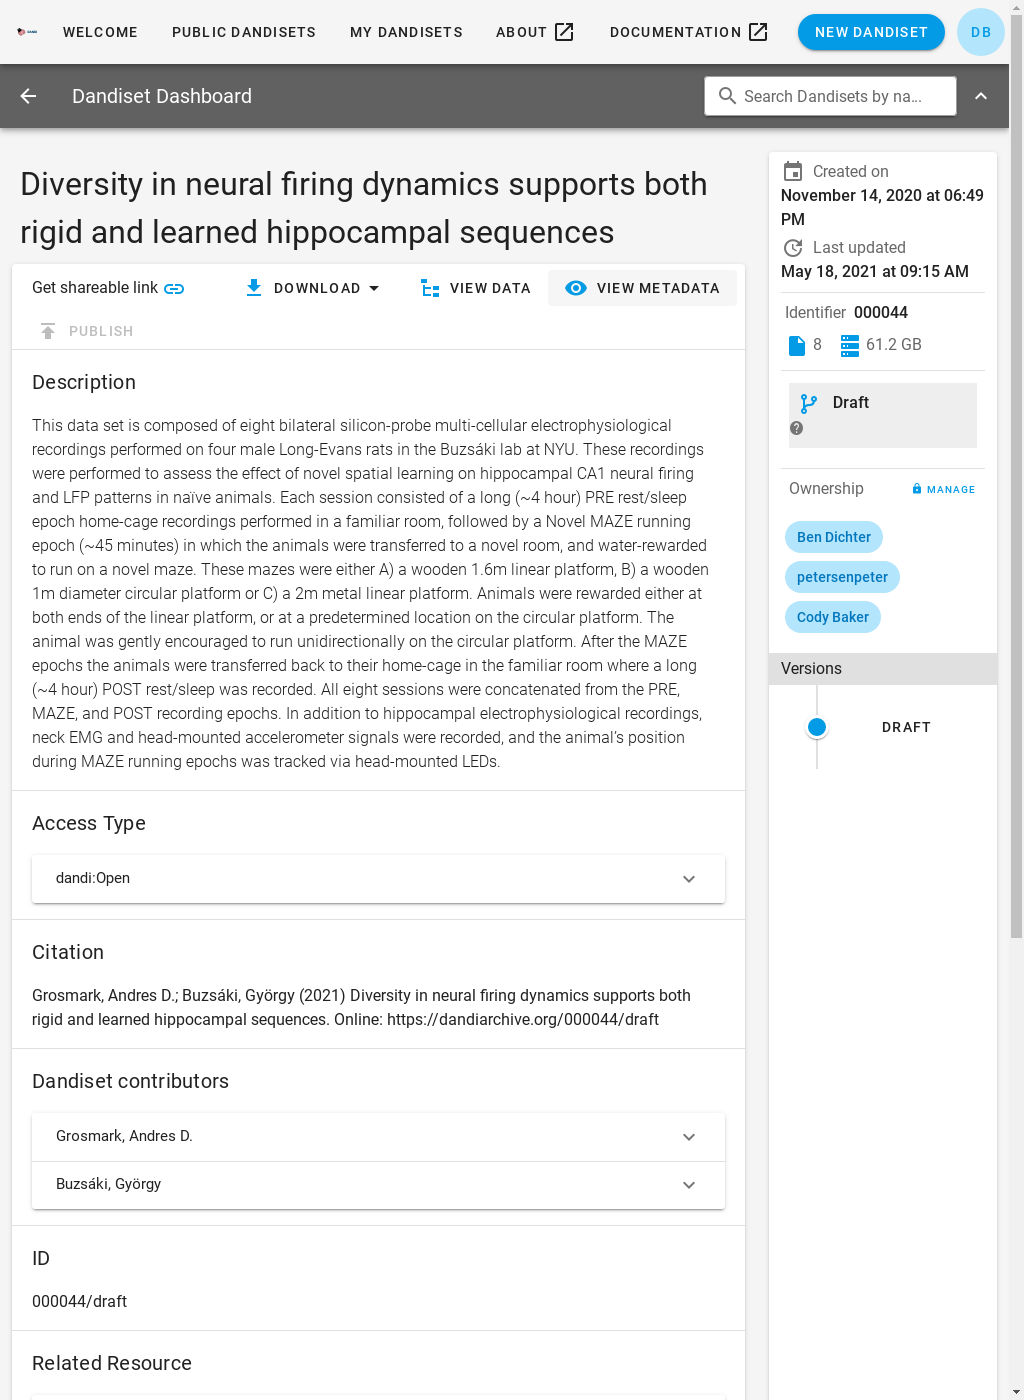 WELCOME
PUBLIC DANDISETS
MY DANDISETS
ABOUT
DOCUMENTATION
NEW DANDISET
DB
Dandiset Dashboard
Search Dandisets by na...
Diversity in neural firing dynamics supports both
rigid and learned hippocampal sequences
Get shareable link
DOWNLOAD
VIEW DATA
VIEW METADATA
PUBLISH
Description
This data set is composed of eight bilateral silicon-probe multi-cellular electrophysiological
recordings performed on four male Long-Evans rats in the Buzsáki lab at NYU. These recordings
were performed to assess the effect of novel spatial learning on hippocampal CA1 neural firing
and LFP patterns in naïve animals. Each session consisted of a long (~4 hour) PRE rest/sleep
epoch home-cage recordings performed in a familiar room, followed by a Novel MAZE running
epoch (~45 minutes) in which the animals were transferred to a novel room, and water-rewarded
to run on a novel maze. These mazes were either A) a wooden 1.6m linear platform, B) a wooden
1m diameter circular platform or C) a 2m metal linear platform. Animals were rewarded either at
both ends of the linear platform, or at a predetermined location on the circular platform. The
animal was gently encouraged to run unidirectionally on the circular platform. After the MAZE
epochs the animals were transferred back to their home-cage in the familiar room where a long
(~4 hour) POST rest/sleep was recorded. All eight sessions were concatenated from the PRE,
MAZE, and POST recording epochs. In addition to hippocampal electrophysiological recordings,
neck EMG and head-mounted accelerometer signals were recorded, and the animal's position
during MAZE running epochs was tracked via head-mounted LEDs.
Access Type
dandi:Open
Citation
Grosmark, Andres D.; Buzsáki, György (2021) Diversity in neural firing dynamics supports both
rigid and learned hippocampal sequences. Online: https://dandiarchive.org/000044/draft
Dandiset contributors
Grosmark, Andres D.
Buzsáki, György
ID
000044/draft
Related Resource
Created on
November 14, 2020 at 06:49
PM
Last updated
May 18, 2021 at 09:15 AM
Identifier 000044
8
61.2 GB
Draft
Ownership
MANAGE
Ben Dichter
petersenpeter
Cody Baker
Versions
DRAFT